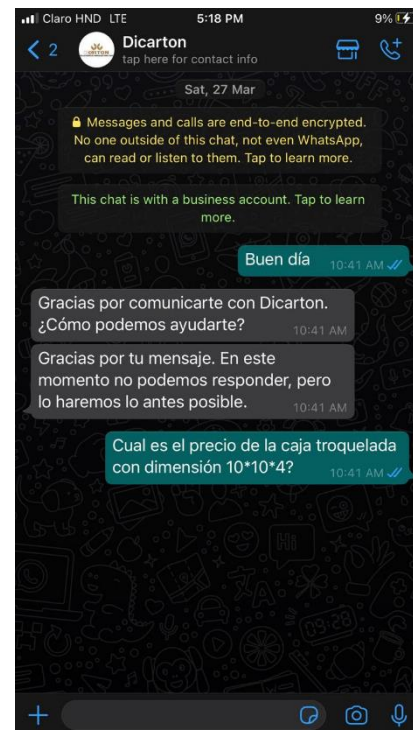 Claro HND LTE 5:18 PM 9%
2 Dicarton
tap here for contact info
Sat, 27 Mar
Messages and calls are end-to-end encrypted.
No one outside of this chat, not even WhatsApp,
can read or listen to them. Tap to learn more.
This chat is with a business account. Tap to learn
more.
Buen día 10:41 AM
Gracias por comunicarte con Dicarton.
¿Cómo podemos ayudarte? 10:41 AM
Gracias por tu mensaje. En este
momento no podemos responder, pero
lo haremos lo antes posible. 10:41 AM
Cual es el precio de la caja troquelada
con dimensión 10*10*4? 10:41 AM